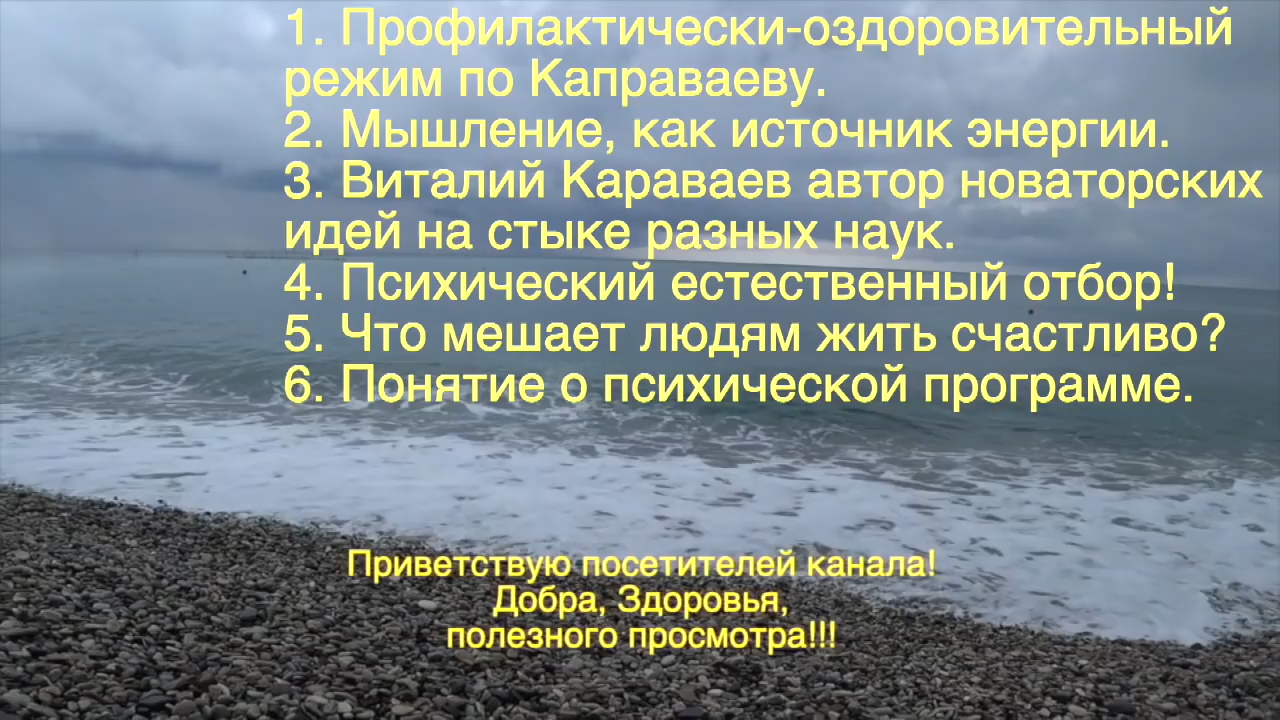 1. Профилактически-оздоровительный
режим по Каправаеву.
2. Мышление, как источник энергии.
3. Виталий Караваев автор новаторских
идей на стыке разных наук.
4. Психический естественный отбор!
5. Что мешает людям жить счастливо?
6. Понятие о психической программе.
Приветствую посетителей канала!
Добра, Здоровья,
полезного просмотра!!!